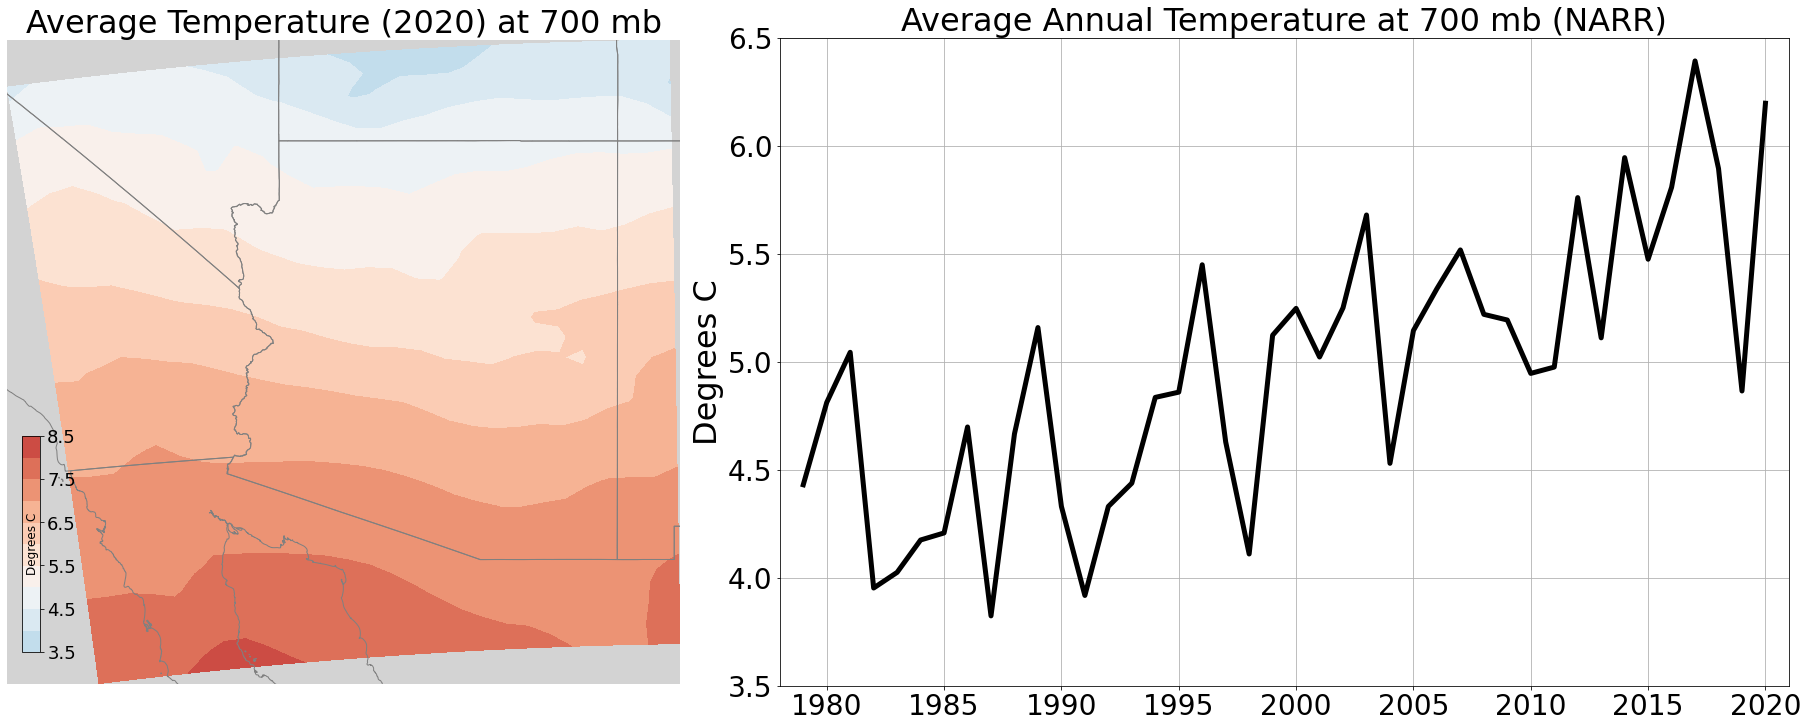 Average Temperature (2020) at 700 mb
8.5
7.5
6.5
5.5
4.5
3.5
Degrees C
Average Annual Temperature at 700 mb (NARR)
6.5
6.0
5.5
5.0
4.5
4.0
3.5
Degrees C
1980 1985 1990 1995 2000 2005 2010 2015 2020